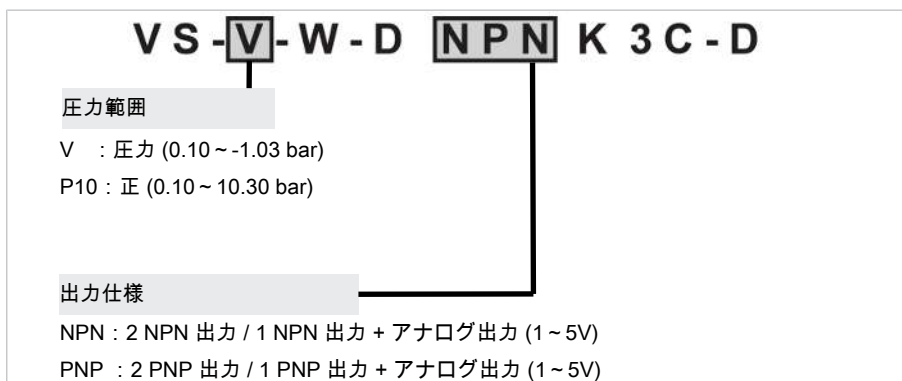 VS-V-W-D NPN K 3C-D
圧力範囲
V ：圧力 (0.10～-1.03 bar)
P10：正 (0.10～10.30 bar)
出力仕様
NPN：2 NPN 出力 / 1 NPN 出力 + アナログ出力 (1～5V)
PNP ：2 PNP 出力 / 1 PNP 出力 + アナログ出力 (1～5V)